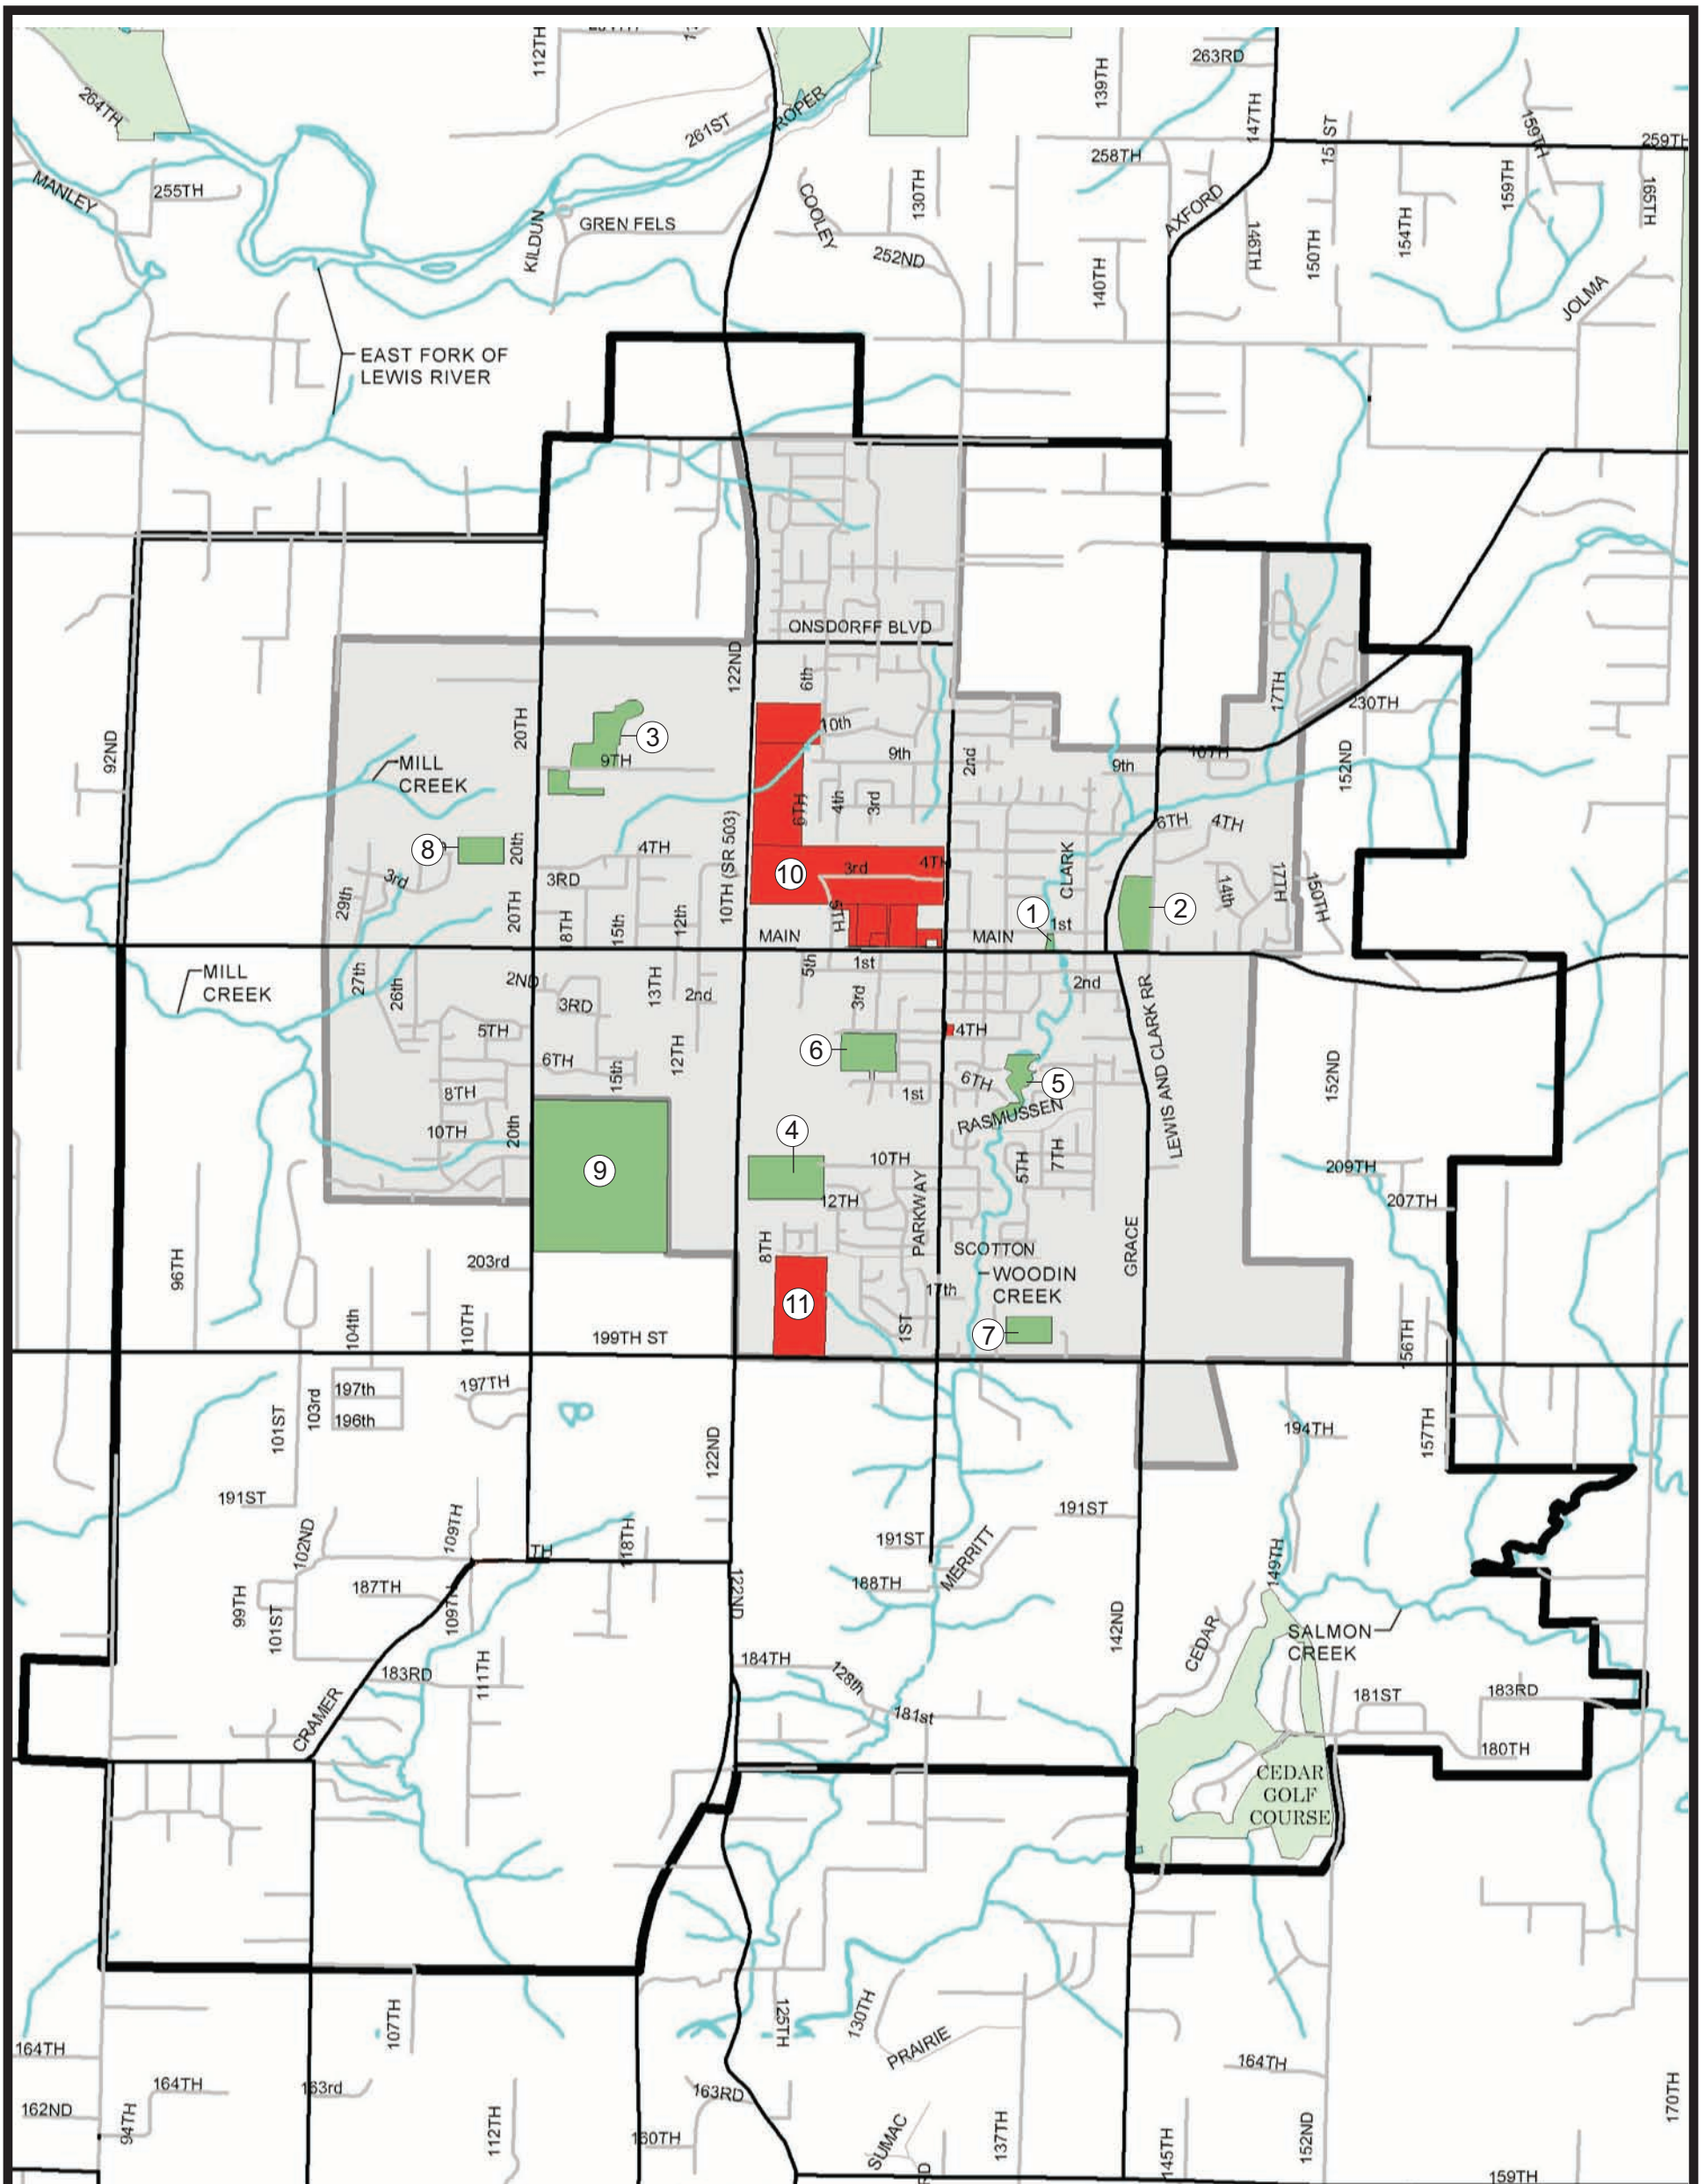 112TH
264TH
261ST
ROPER
139TH
263RD
147TH
151ST
159TH
259TH
258TH
MANLEY
255TH
KILDUN
GREN FELS
COOLEY
130TH
252ND
AXFORD
140TH
146TH
150TH
154TH
159TH
165TH
JOLMA
EAST FORK OF
LEWIS RIVER
ONSDORFF BLVD
122ND
6th
17TH
230TH
20TH
3
10th
92ND
9TH
9th
2nd
9th
10TH
152ND
MILL
CREEK
6TH
4th
3rd
8
20th
4TH
10TH (SR 503)
6TH
4TH
3rd
29th
3RD
10
3rd
4TH
CLARK
14th
17TH
150TH
20TH
18TH
15th
12th
5TH
1
1st
2
MAIN
MAIN
MILL
CREEK
27th
26th
2ND
3RD
13TH
2nd
5th
1st
3rd
2nd
LEWIS AND CLARK RR
5TH
4TH
6TH
15th
12TH
6
5
6TH
1st
152ND
8TH
RASMUSSEN
10TH
20th
4
9
10TH
5TH
7TH
209TH
12TH
207TH
PARKWAY
8TH
SCOTTON
GRACE
96TH
203rd
WOODIN
CREEK
17th
11
104th
110TH
199TH ST
1ST
7
156TH
197th
196th
103rd
101ST
197TH
122ND
194TH
157TH
191ST
102ND
109TH
TH
118TH
191ST
191ST
MERRITT
149TH
99TH
101ST
187TH
109TH
122ND
188TH
142ND
CEDAR
SALMON
CREEK
183RD
111TH
184TH
128th
181st
CRAMER
181ST
183RD
180TH
CEDAR
GOLF
COURSE
107TH
125TH
130TH
PRAIRIE
164TH
164TH
163rd
163RD
164TH
170TH
162ND
94TH
112TH
160TH
SUMAC
137TH
145TH
152ND
159TH